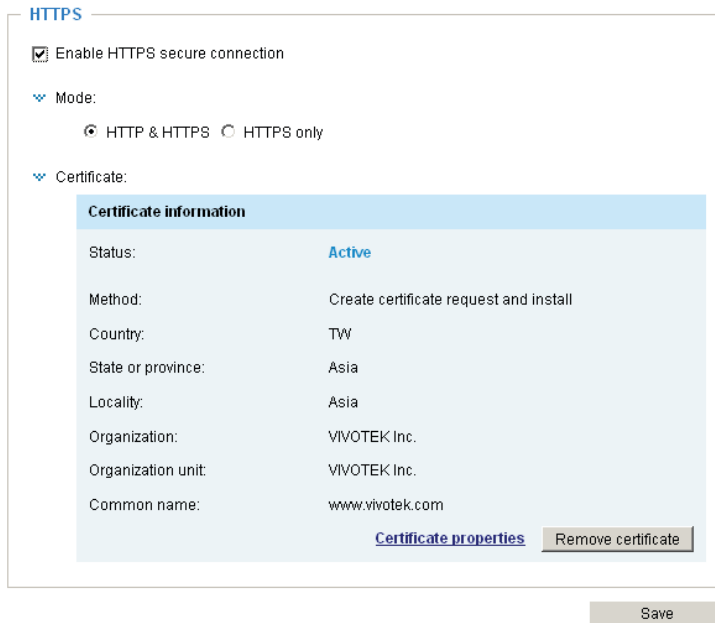 HTTPS
Enable HTTPS secure connection
Mode:
HTTP & HTTPS HTTPS only
Certificate:
Certificate information
Status: Active
Method: Create certificate request and install
Country: TW
State or province: Asia
Locality: Asia
Organization: VIVOTEK Inc.
Organization unit: VIVOTEK Inc.
Common name: www.vivotek.com
Certificate properties Remove certificate
Save